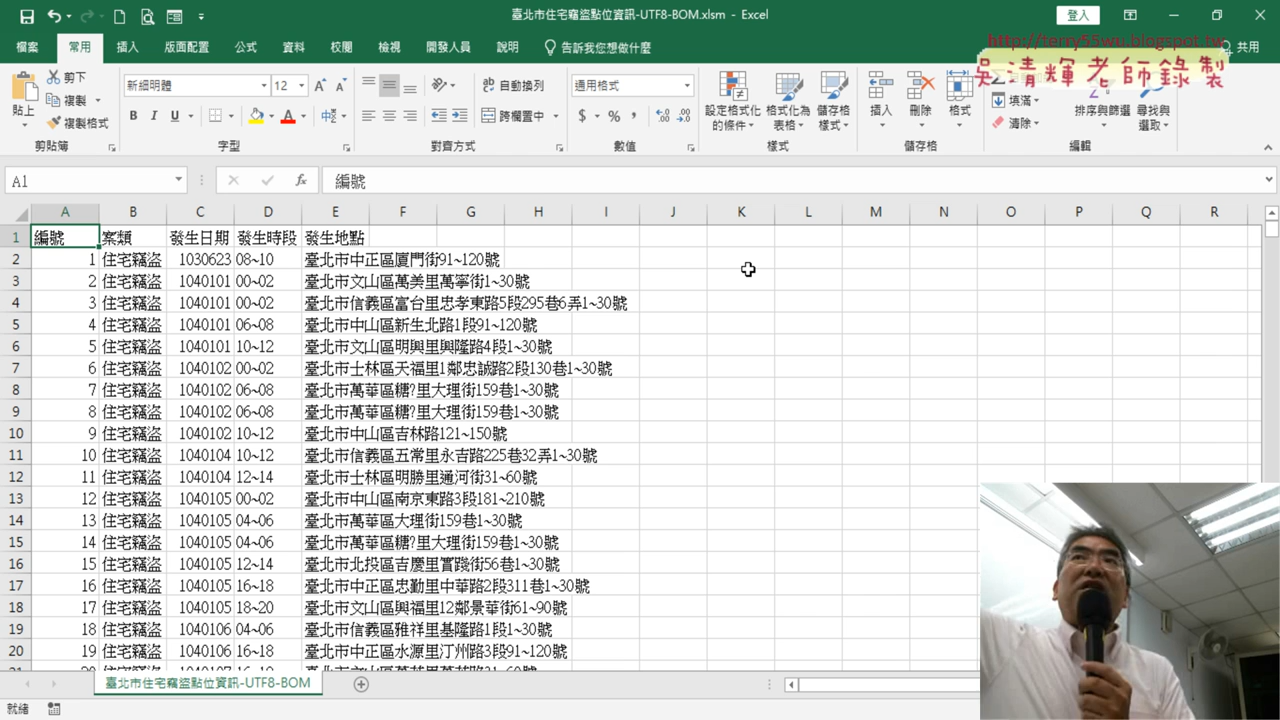 臺北市住宅竊盜點位資訊-UTF8-BOM.xlsm - Excel
登入
檔案 常用 插入 版面配置 公式 資料 校閱 檢視 開發人員 說明 告訴我您想做什麼 共用
http://terry55wu.blogspot.tw
吳清輝老師錄製
貼上 剪下 複製 複製格式
新細明體 12 A A
B I U A 中
自動換列
跨欄置中
通用格式
$ % ,
設定格式化的條件 格式化為表格 儲存格樣式
插入 刪除 格式
填滿 清除
排序與篩選 尋找與選取
剪貼簿 字型 對齊方式 數值 樣式 儲存格 編輯
A1 fx 編號
A B C D E F G H I J K L M N O P Q R
1 編號 案類 發生日期 發生時段 發生地點
2 1 住宅竊盜 1030623 08~10 臺北市中正區廈門街91~120號
3 2 住宅竊盜 1040101 00~02 臺北市文山區萬美里萬寧街1~30號
4 3 住宅竊盜 1040101 00~02 臺北市信義區富台里忠孝東路5段295巷6弄1~30號
5 4 住宅竊盜 1040101 06~08 臺北市中山區新生北路1段91~120號
6 5 住宅竊盜 1040101 10~12 臺北市文山區明興里興隆路4段1~30號
7 6 住宅竊盜 1040102 00~02 臺北市士林區天福里1鄰忠誠路2段130巷1~30號
8 7 住宅竊盜 1040102 06~08 臺北市萬華區糖?里大理街159巷1~30號
9 8 住宅竊盜 1040102 06~08 臺北市萬華區糖?里大理街159巷1~30號
10 9 住宅竊盜 1040102 10~12 臺北市中山區吉林路121~150號
11 10 住宅竊盜 1040104 10~12 臺北市信義區五常里永吉路225巷32弄1~30號
12 11 住宅竊盜 1040104 12~14 臺北市士林區明勝里通河街31~60號
13 12 住宅竊盜 1040105 00~02 臺北市中山區南京東路3段181~210號
14 13 住宅竊盜 1040105 04~06 臺北市萬華區大理街159巷1~30號
15 14 住宅竊盜 1040105 04~06 臺北市萬華區糖?里大理街159巷1~30號
16 15 住宅竊盜 1040105 12~14 臺北市北投區吉慶里實踐街56巷1~30號
17 16 住宅竊盜 1040105 16~18 臺北市中正區忠勤里中華路2段311巷1~30號
18 17 住宅竊盜 1040105 18~20 臺北市文山區興福里12鄰景華街61~90號
19 18 住宅竊盜 1040106 04~06 臺北市信義區雅祥里基隆路1段1~30號
20 19 住宅竊盜 1040106 16~18 臺北市中正區水源里汀州路3段91~120號
臺北市住宅竊盜點位資訊-UTF8-BOM
就緒